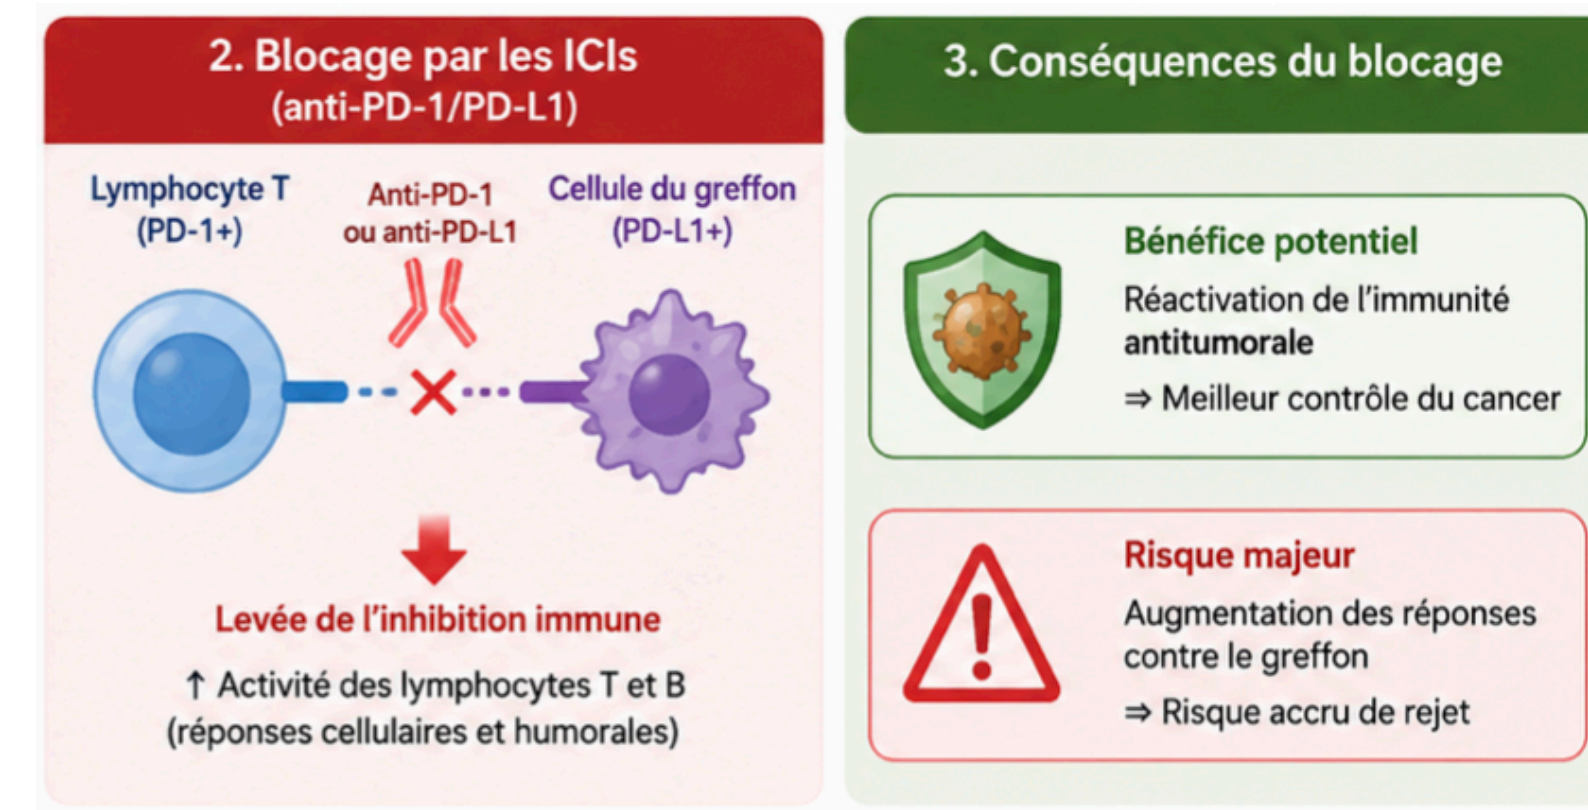 2. Blocage par les ICIs
(anti-PD-1/PD-L1)
Lymphocyte T
(PD-1+)
Anti-PD-1
ou anti-PD-L1
Cellule du greffon
(PD-L1+)
Levée de l'inhibition immune
↑ Activité des lymphocytes T et B
(réponses cellulaires et humorales)
3. Conséquences du blocage
Bénéfice potentiel
Réactivation de l'immunité
antitumorale
⇒ Meilleur contrôle du cancer
Risque majeur
Augmentation des réponses
contre le greffon
⇒ Risque accru de rejet